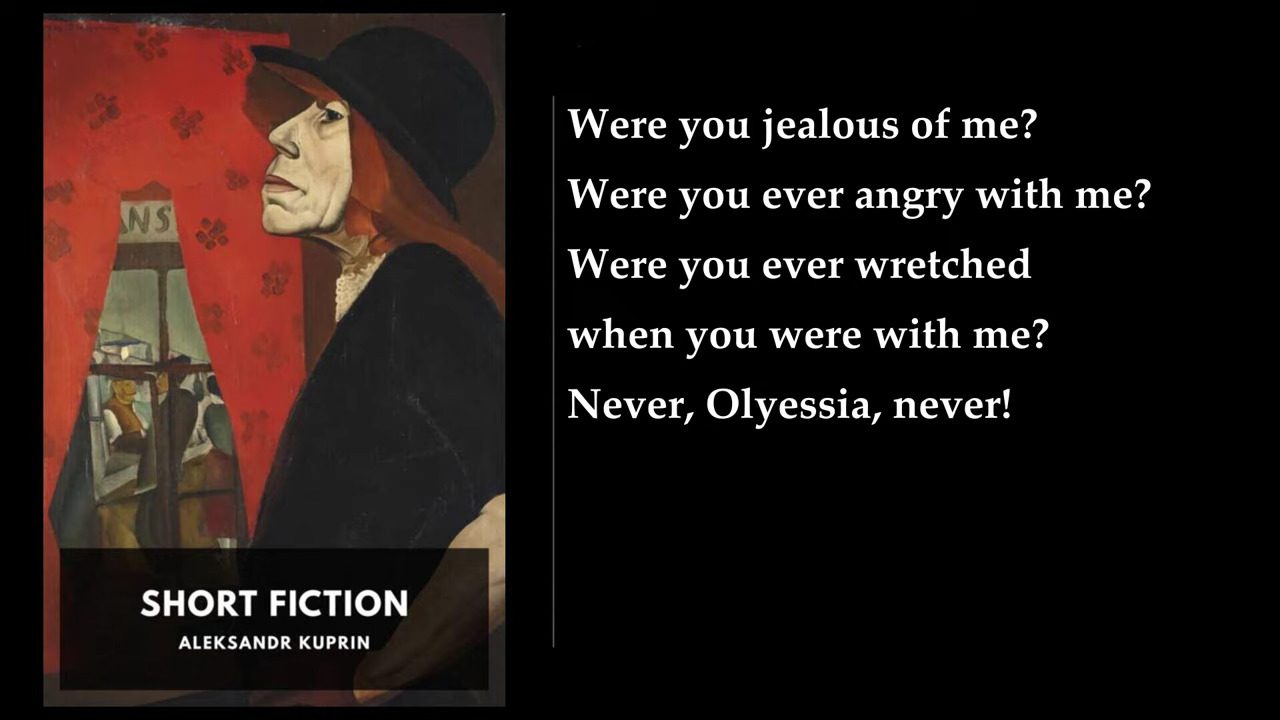 NS
SHORT FICTION
ALEKSANDR KUPRIN
Were you jealous of me?
Were you ever angry with me?
Were you ever wretched
when you were with me?
Never, Olyessia, never!